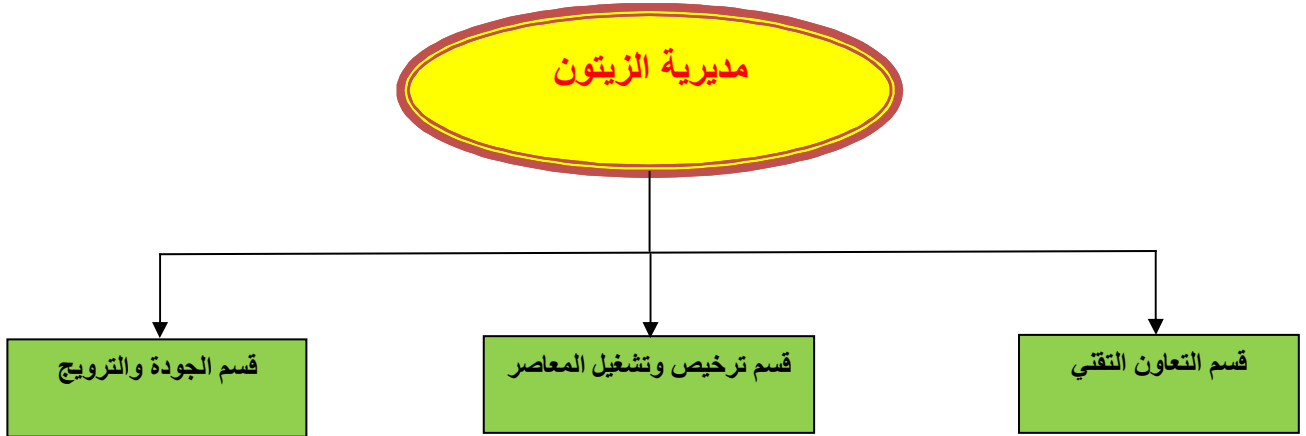 مديرية الزيتون
قسم التعاون التقني
قسم ترخيص وتشغيل المعاصر
قسم الجودة والترويج